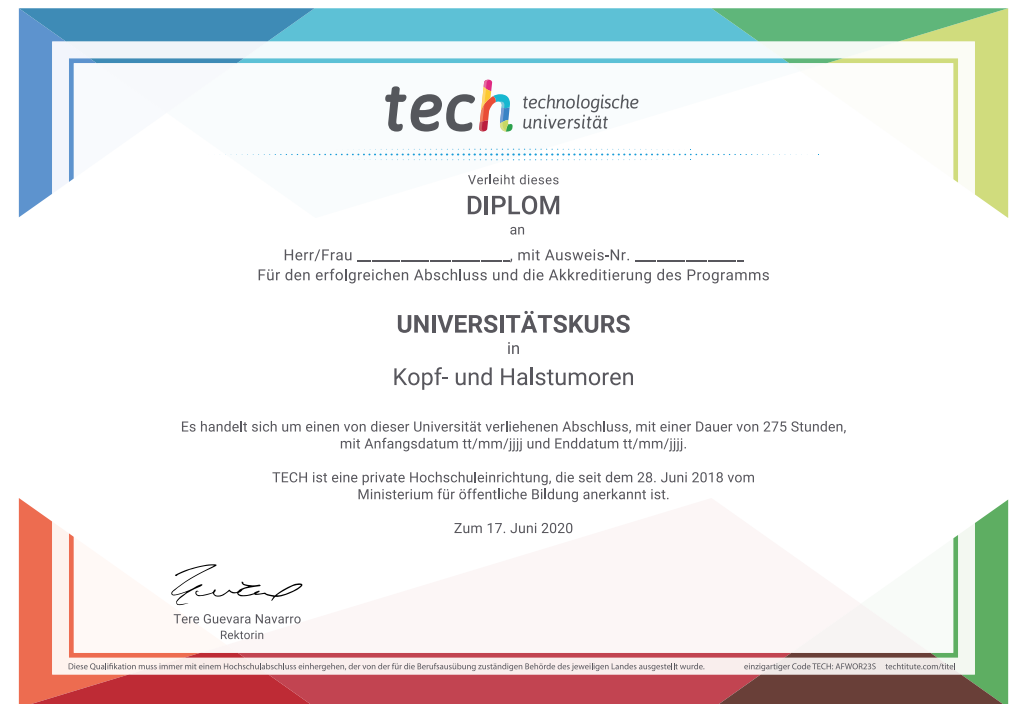 tech technologische
universität
Verleiht dieses
DIPLOM
an
Herr/Frau ____________________, mit Ausweis-Nr. ______________
Für den erfolgreichen Abschluss und die Akkreditierung des Programms
UNIVERSITÄTSKURS
in
Kopf- und Halstumoren
Es handelt sich um einen von dieser Universität verliehenen Abschluss, mit einer Dauer von 275 Stunden,
mit Anfangsdatum tt/mm/jjjj und Enddatum tt/mm/jjjj.
TECH ist eine private Hochschuleinrichtung, die seit dem 28. Juni 2018 vom
Ministerium für öffentliche Bildung anerkannt ist.
Zum 17. Juni 2020
Tere Guevara Navarro
Rektorin
Diese Qualifikation muss immer mit einem Hochschulabschluss einhergehen, der von der für die Berufsausübung zuständigen Behörde des jeweiligen Landes ausgestellt wurde. einzigartiger Code TECH: AFWOR23S techtitute.com/titel